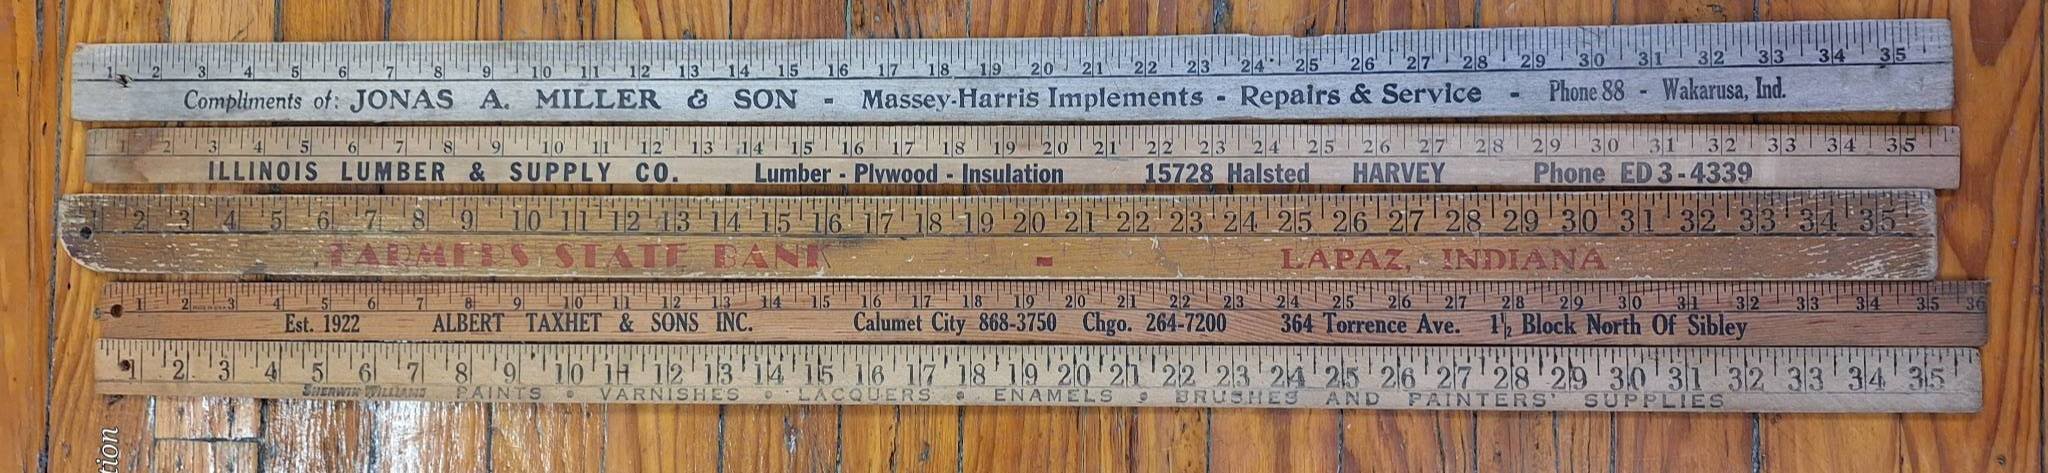 1 2 3 4 5 6 7 8 9 10 11 12 13 14 15 16 17 18 19 20 21 22 23 24 25 26 27 28 29 30 31 32 33 34 35
Compliments of: JONAS A. MILLER & SON - Massey-Harris Implements - Repairs & Service - Phone 88 - Wakarusa, Ind.
1 2 3 4 5 6 7 8 9 10 11 12 13 14 15 16 17 18 19 20 21 22 23 24 25 26 27 28 29 30 31 32 33 34 35
ILLINOIS LUMBER & SUPPLY CO. Lumber - Plywood - Insulation 15728 Halsted HARVEY Phone ED 3-4339
1 2 3 4 5 6 7 8 9 10 11 12 13 14 15 16 17 18 19 20 21 22 23 24 25 26 27 28 29 30 31 32 33 34 35
FARMERS STATE BANK - LAPAZ, INDIANA
1 2 3 4 5 6 7 8 9 10 11 12 13 14 15 16 17 18 19 20 21 22 23 24 25 26 27 28 29 30 31 32 33 34 35 36
Est. 1922 ALBERT TAXHET & SONS INC. Calumet City 868-3750 Chgo. 264-7200 364 Torrence Ave. 1 1/2 Block North Of Sibley
1 2 3 4 5 6 7 8 9 10 11 12 13 14 15 16 17 18 19 20 21 22 23 24 25 26 27 28 29 30 31 32 33 34 35
SHERWIN-WILLIAMS PAINTS • VARNISHES • LACQUERS • ENAMELS • BRUSHES AND PAINTERS' SUPPLIES
tion